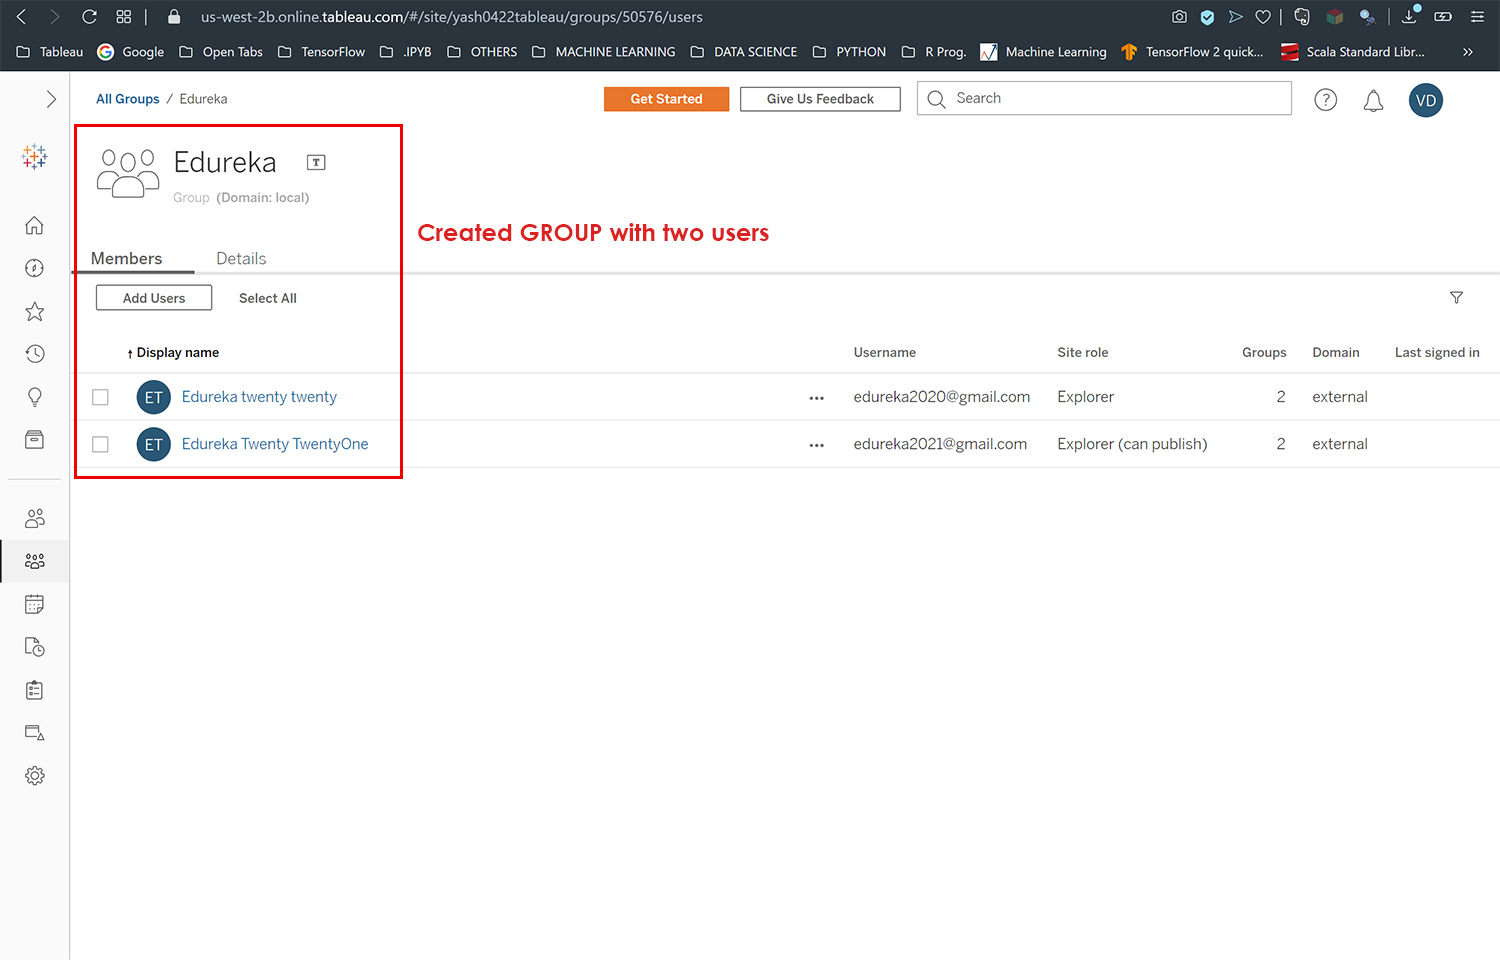 us-west-2b.online.tableau.com/#/site/yash0422tableau/groups/50576/users
Tableau Google Open Tabs TensorFlow .IPYB OTHERS MACHINE LEARNING DATA SCIENCE PYTHON R Prog. Machine Learning TensorFlow 2 quick... Scala Standard Libr... »
All Groups / Edureka Get Started Give Us Feedback Search ? VD
Edureka T
Group (Domain: local)
Created GROUP with two users
Members Details
Add Users Select All
↑ Display name Username Site role Groups Domain Last signed in
ET Edureka twenty twenty ••• edureka2020@gmail.com Explorer 2 external
ET Edureka Twenty TwentyOne ••• edureka2021@gmail.com Explorer (can publish) 2 external